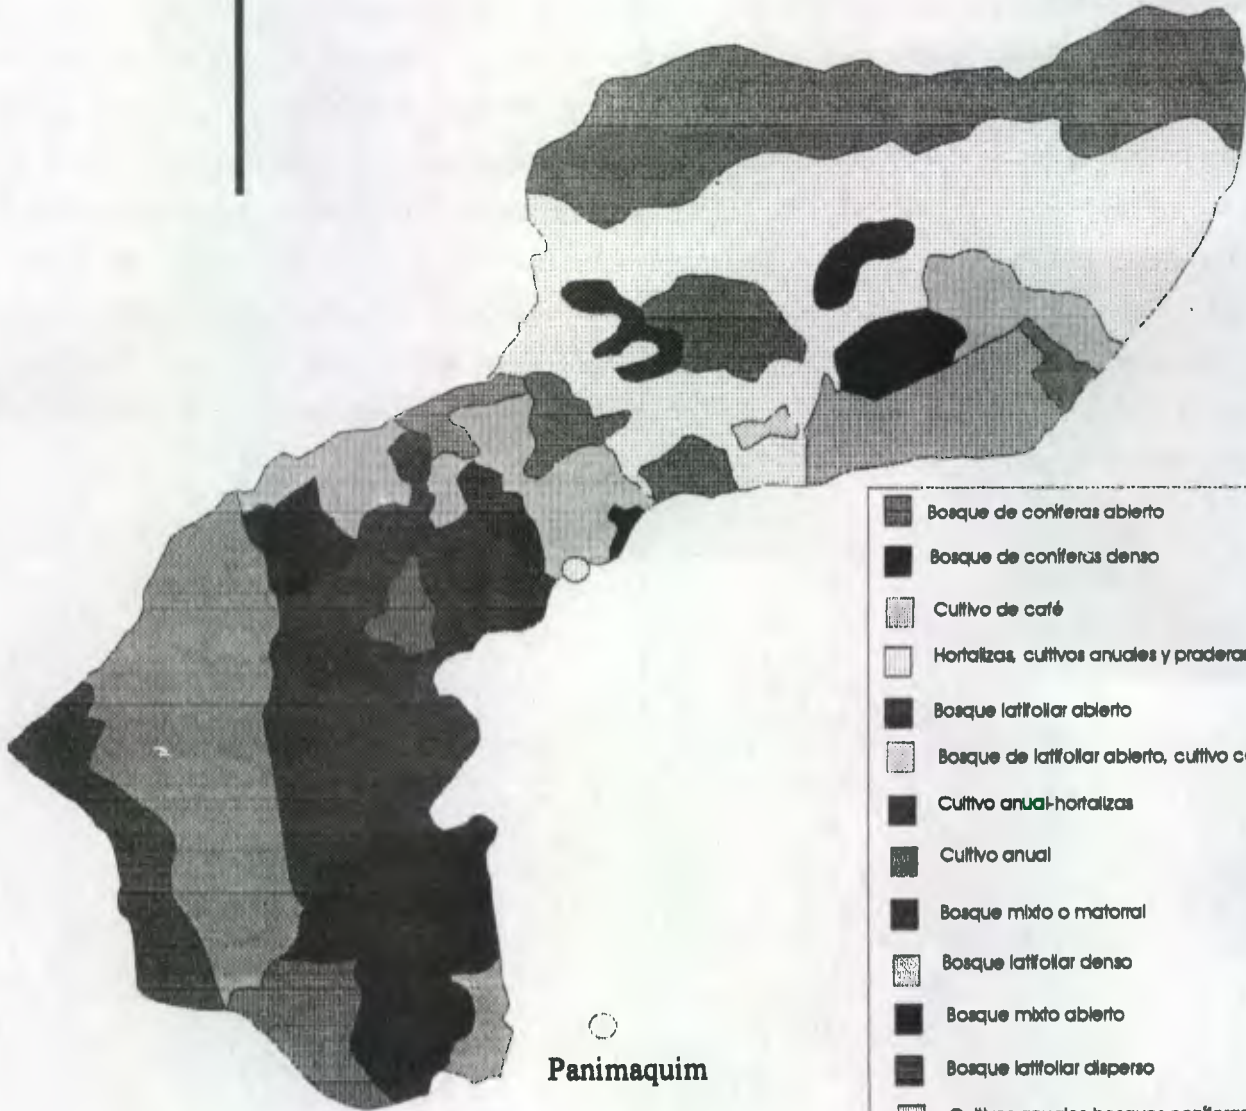 Bosque de coníferas abierto
Bosque de coníferas denso
Cultivo de café
Hortalizas, cultivos anuales y praderas
Bosque latifoliar abierto
Bosque de latifoliar abierto, cultivo
Cultivo anual-hortalizas
Cultivo anual
Bosque mixto o matorral
Bosque latifoliar denso
Bosque mixto abierto
Bosque latifoliar disperso
Panimaquim